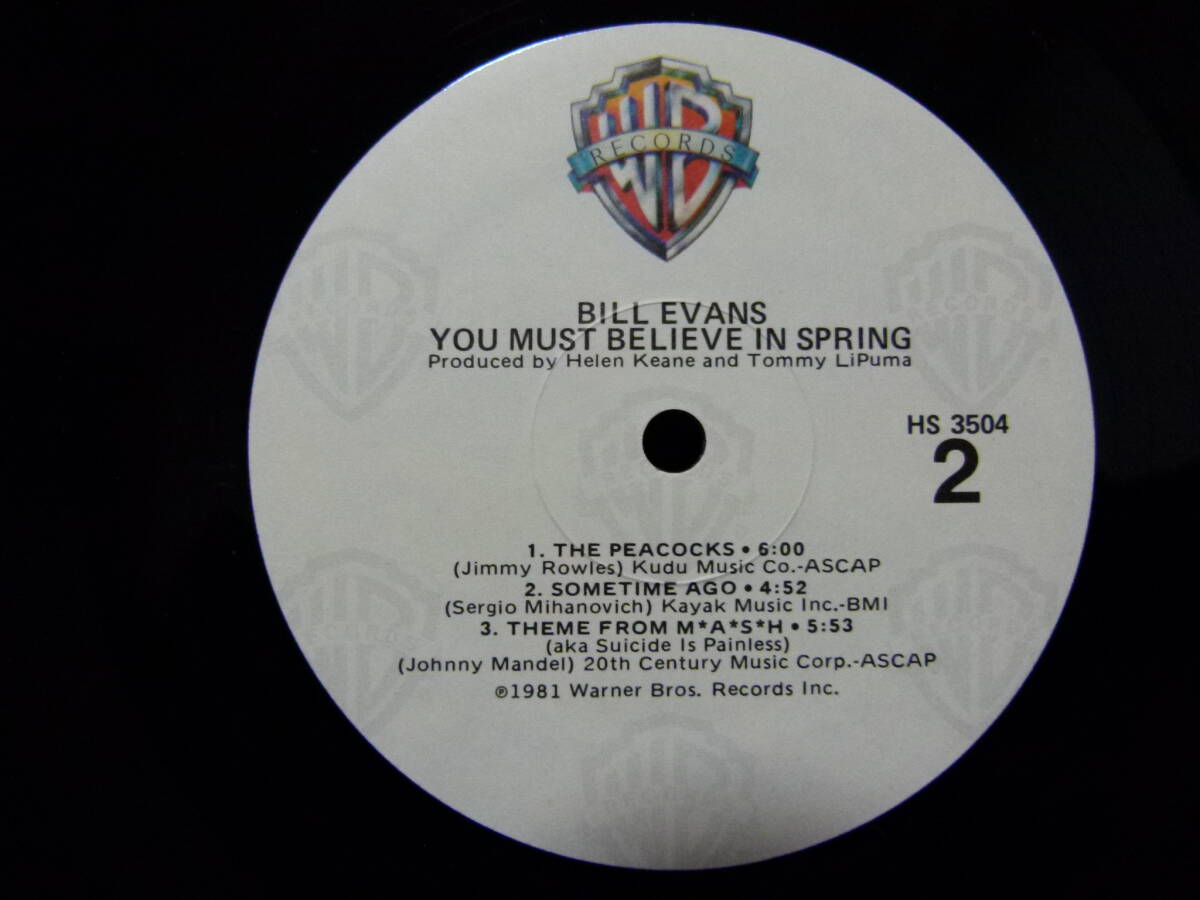 WB
RECORDS
BILL EVANS
YOU MUST BELIEVE IN SPRING
Produced by Helen Keane and Tommy LiPuma
HS 3504
2
1. THE PEACOCKS • 6:00
(Jimmy Rowles) Kudu Music Co.-ASCAP
2. SOMETIME AGO • 4:52
(Sergio Mihanovich) Kayak Music Inc.-BMI
3. THEME FROM M*A*S*H • 5:53
(aka Suicide Is Painless)
(Johnny Mandel) 20th Century Music Corp.-ASCAP
℗1981 Warner Bros. Records Inc.